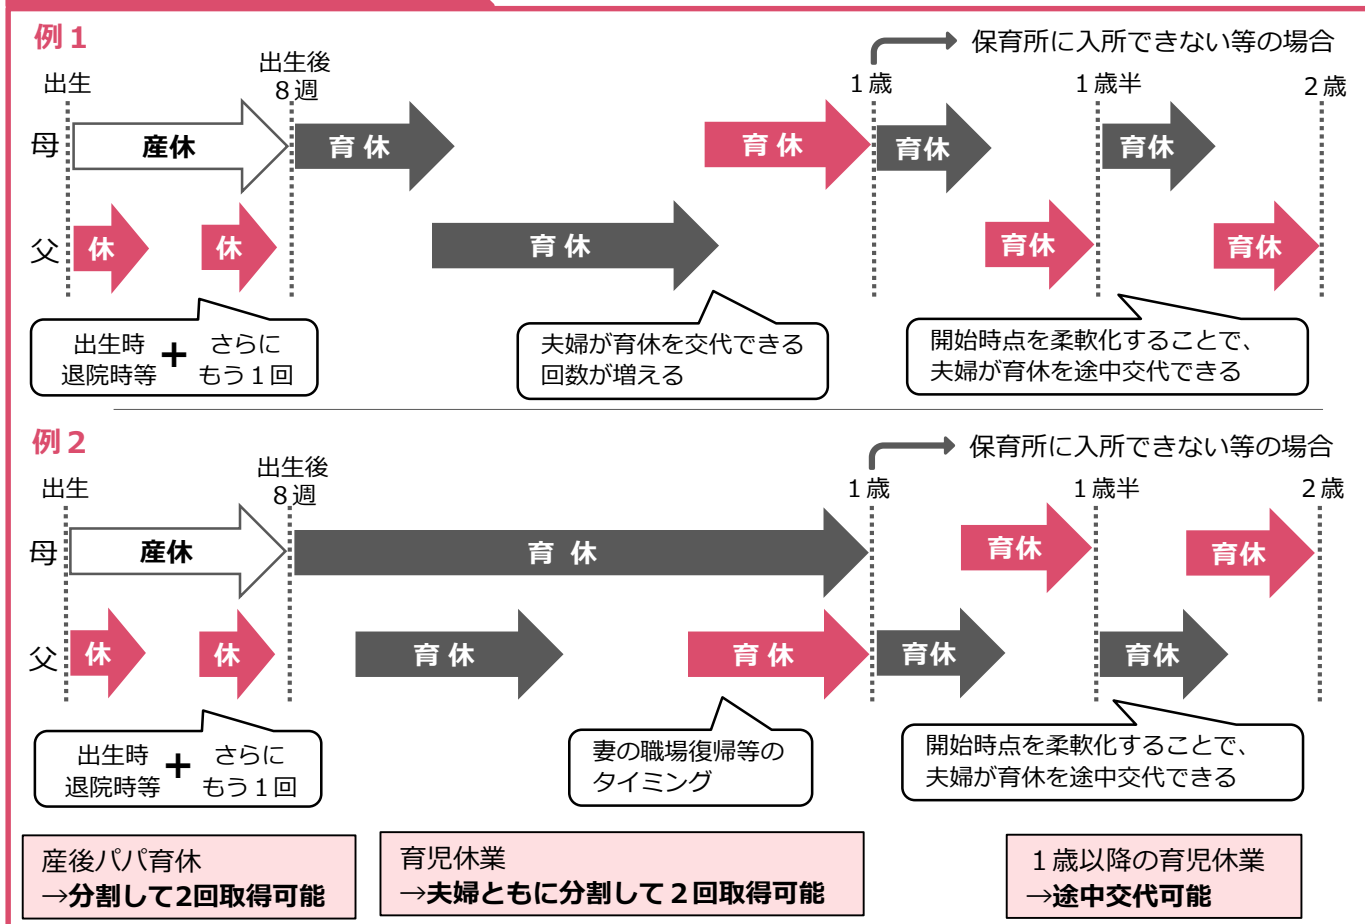 例１
保育所に入所できない等の場合
出生
出生後
８週
１歳
１歳半
２歳
母
産休
育休
育休
育休
育休
父
休
休
育休
育休
育休
出生時
退院時等
＋
さらに
もう１回
夫婦が育休を交代できる
回数が増える
開始時点を柔軟化することで、
夫婦が育休を途中交代できる
例２
保育所に入所できない等の場合
出生
出生後
８週
１歳
１歳半
２歳
母
産休
育休
育休
育休
父
休
休
育休
育休
育休
育休
出生時
退院時等
＋
さらに
もう１回
妻の職場復帰等の
タイミング
開始時点を柔軟化することで、
夫婦が育休を途中交代できる
産後パパ育休
→分割して2回取得可能
育児休業
→夫婦ともに分割して２回取得可能
１歳以降の育児休業
→途中交代可能